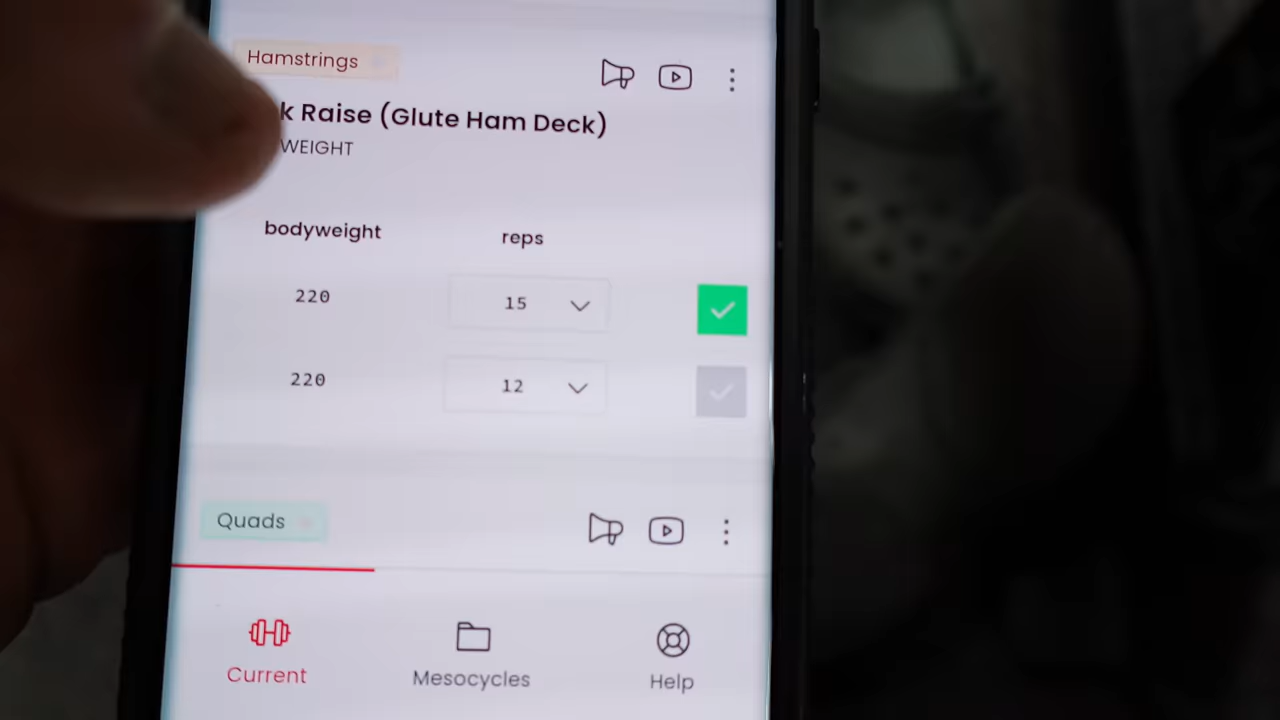 Hamstrings
k Raise (Glute Ham Deck)
WEIGHT
bodyweight reps
220 15
220 12
Quads
Current Mesocycles Help